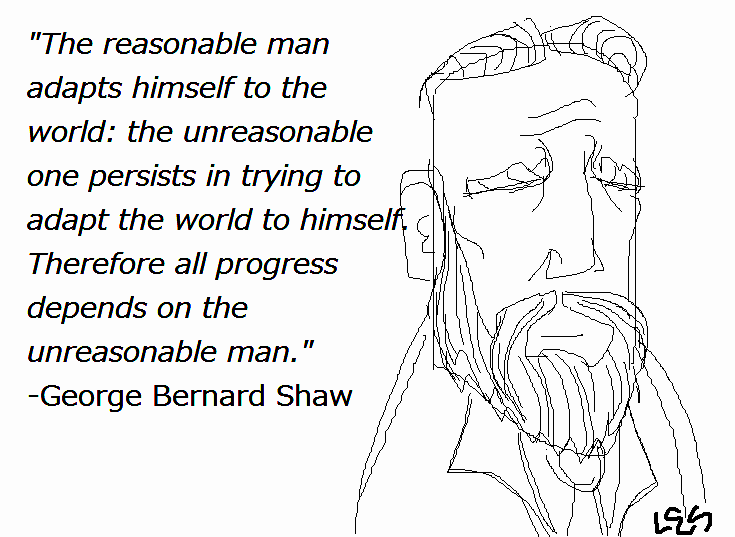 "The reasonable man
adapts himself to the
world: the unreasonable
one persists in trying to
adapt the world to himself.
Therefore all progress
depends on the
unreasonable man."
-George Bernard Shaw